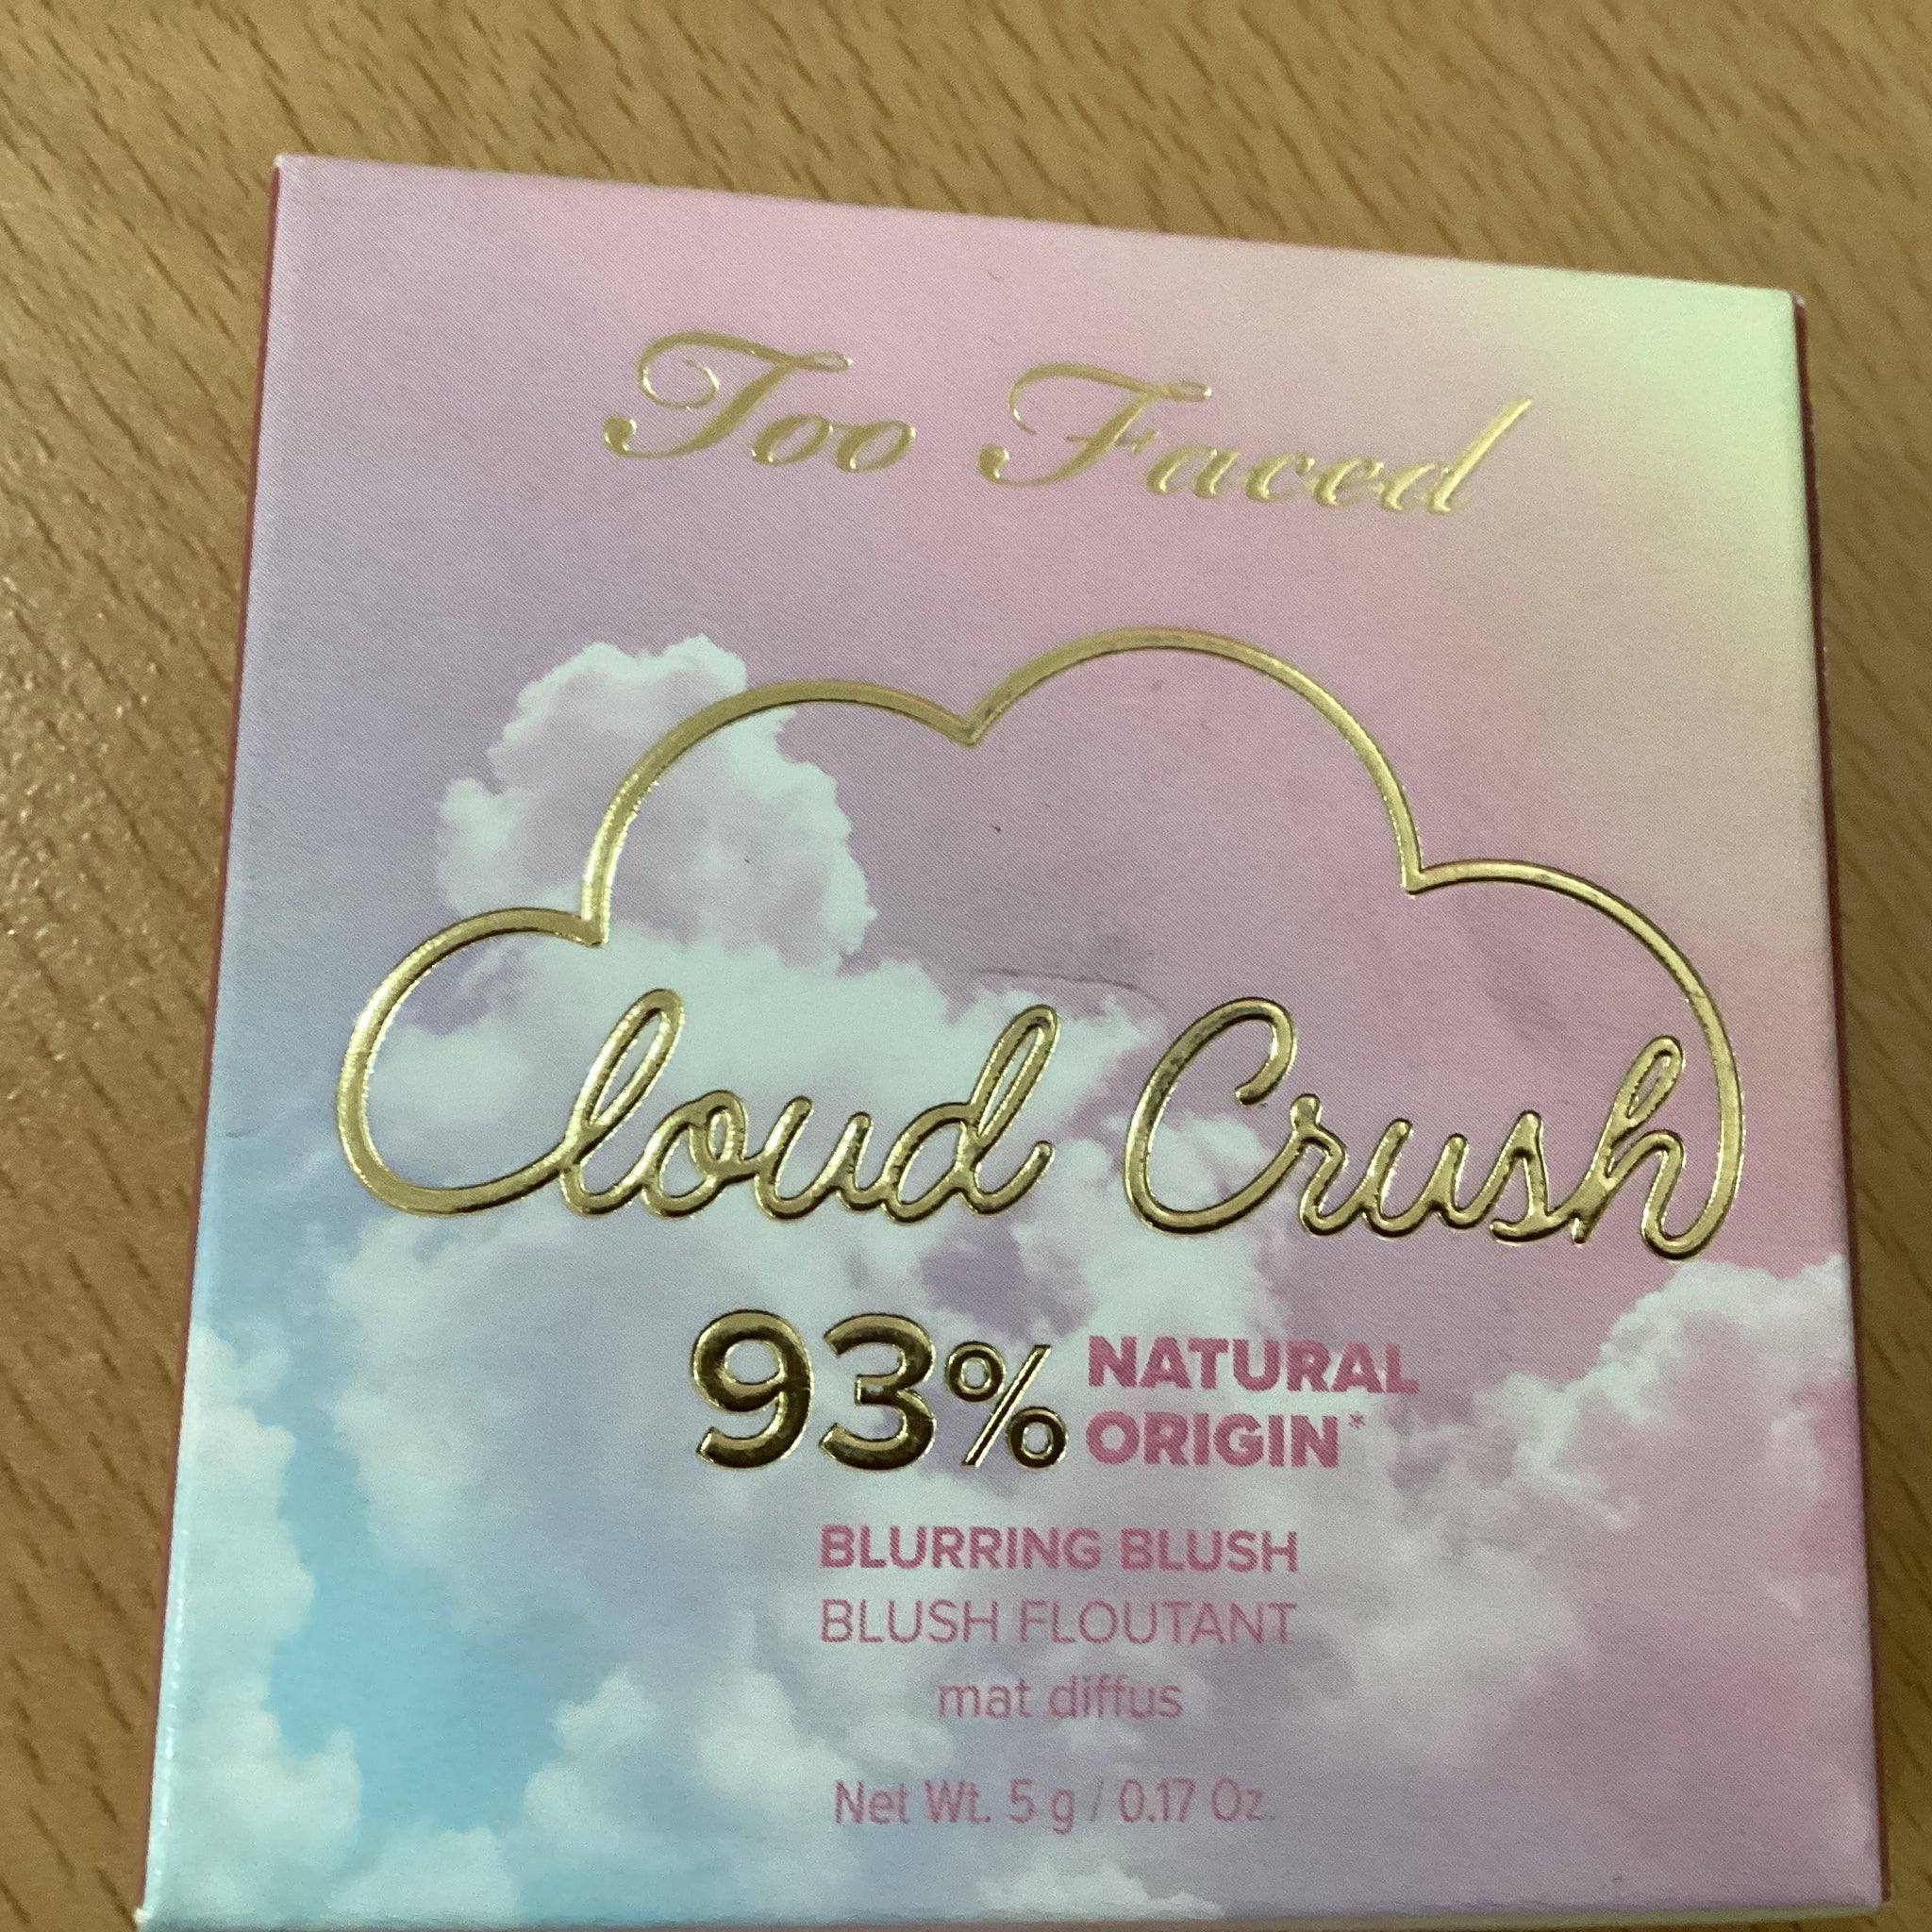 Too Faced
Cloud Crush
93% NATURAL
ORIGIN*
BLURRING BLUSH
BLUSH FLOUTANT
mat diffus
Net Wt. 5 g / 0.17 Oz.